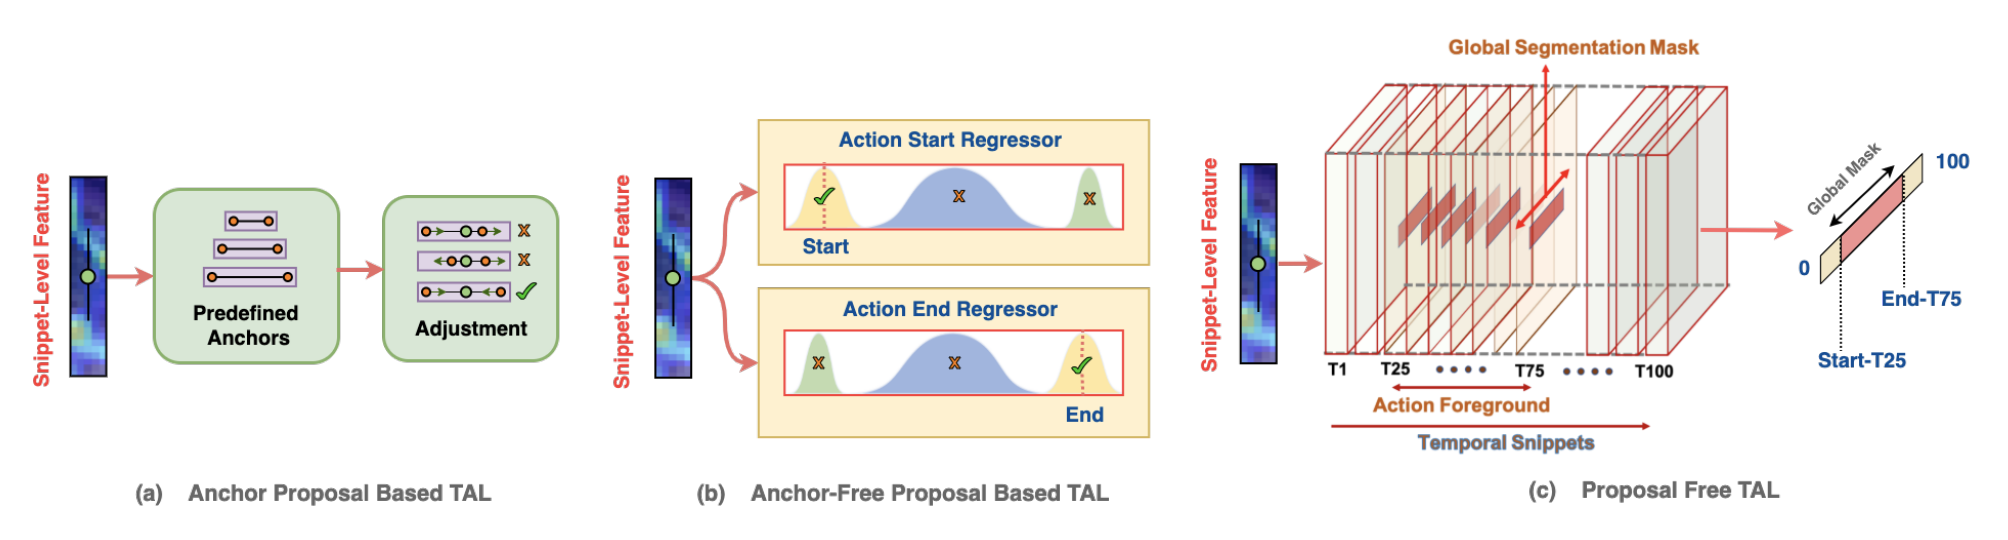 Snippet-Level Feature
Predefined
Anchors
X
X
Adjustment
(a) Anchor Proposal Based TAL
Snippet-Level Feature
Action Start Regressor
X
X
Start
Action End Regressor
X
X
End
(b) Anchor-Free Proposal Based TAL
Global Segmentation Mask
Snippet-Level Feature
T1 T25 •••• T75 •••• T100
Action Foreground
Temporal Snippets
Global Mask
100
0
End-T75
Start-T25
(c) Proposal Free TAL